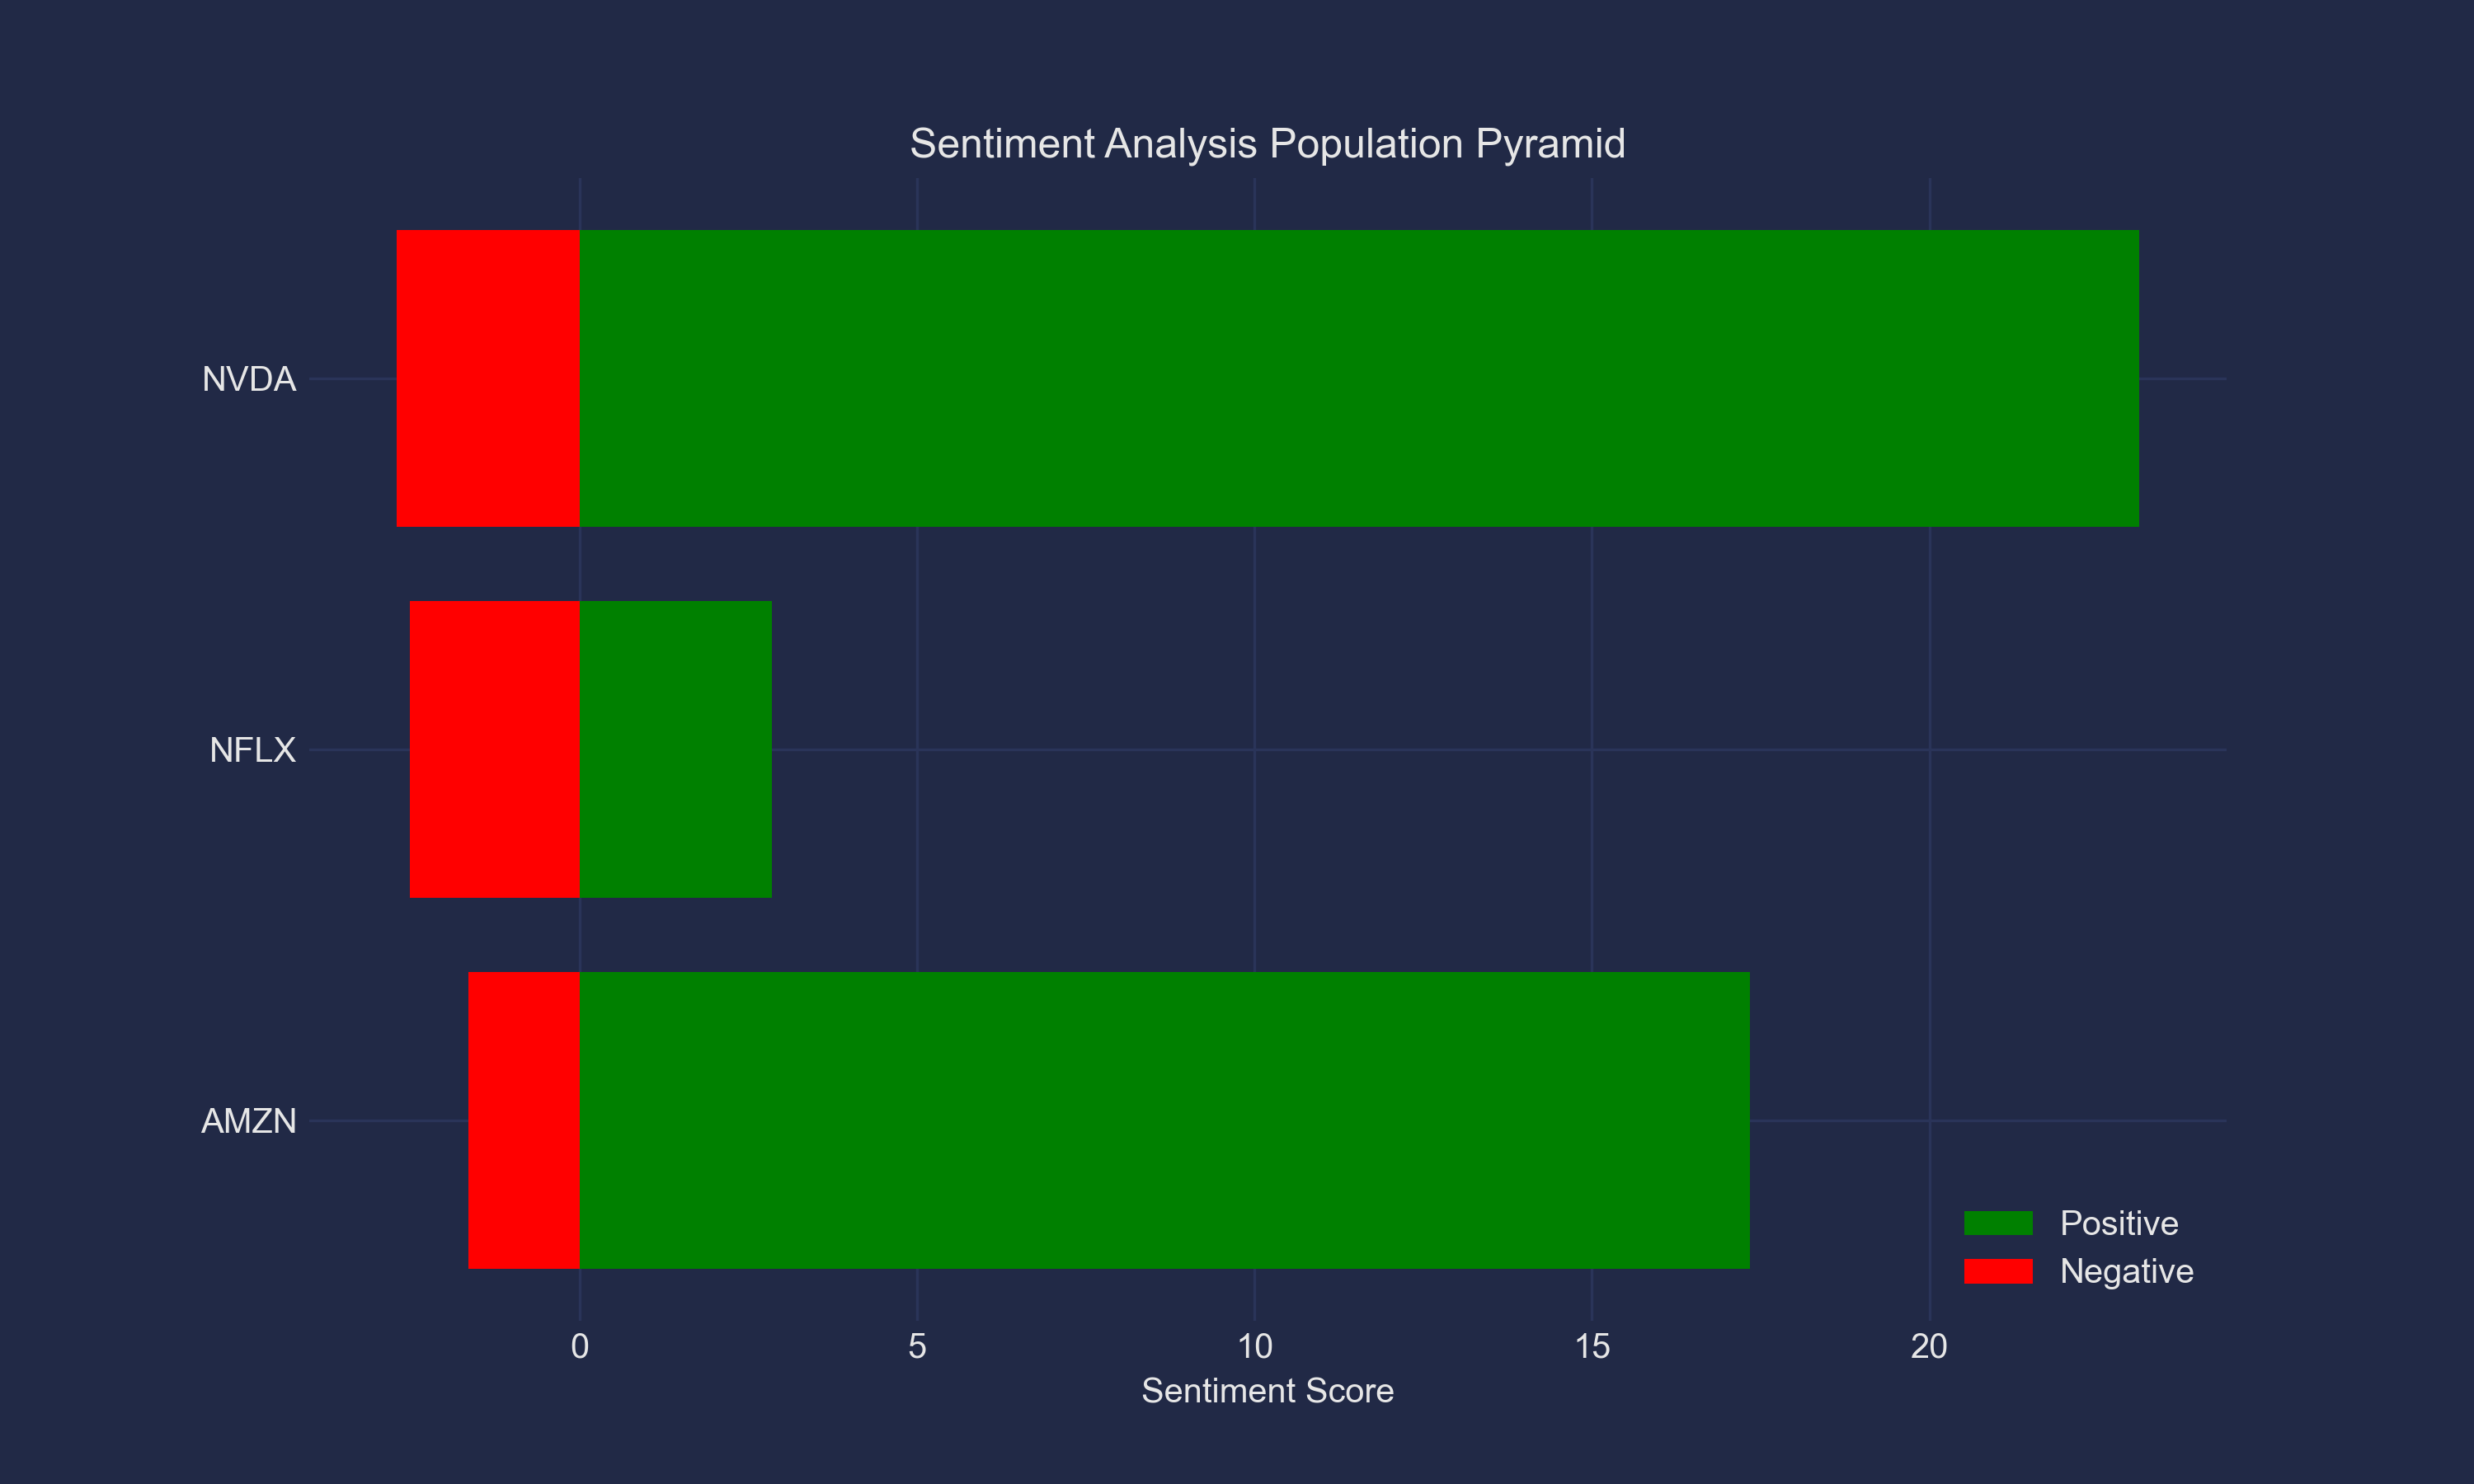 Sentiment Analysis Population Pyramid
NVDA
NFLX
AMZN
Positive
Negative
0 5 10 15 20
Sentiment Score